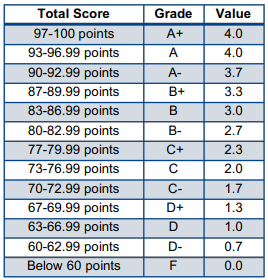 Total Score Grade Value
97-100 points A+ 4.0
93-96.99 points A 4.0
90-92.99 points A- 3.7
87-89.99 points B+ 3.3
83-86.99 points B 3.0
80-82.99 points B- 2.7
77-79.99 points C+ 2.3
73-76.99 points C 2.0
70-72.99 points C- 1.7
67-69.99 points D+ 1.3
63-66.99 points D 1.0
60-62.99 points D- 0.7
Below 60 points F 0.0